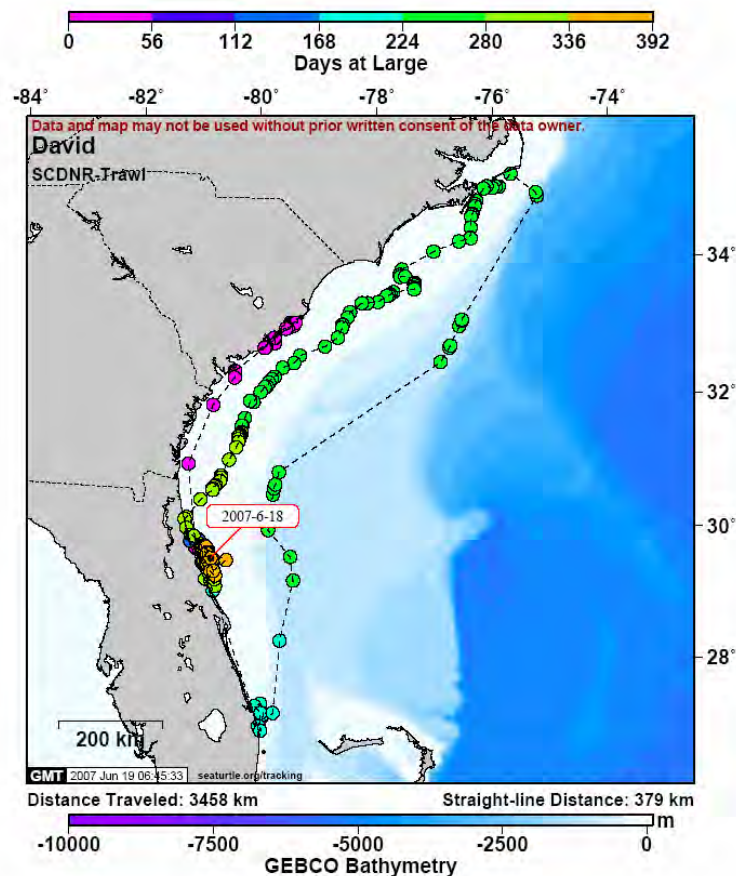 0 56 112 168 224 280 336 392
Days at Large
-84˚ -82˚ -80˚ -78˚ -76˚ -74˚
Data and map may not be used without prior written consent of the data owner.
David
SCDNR-Trawl
34˚
32˚
2007-6-18
30˚
28˚
200 km
GMT 2007 Jun 19 06:45:33 seaturtle.org/tracking
Distance Traveled: 3458 km Straight-line Distance: 379 km
-10000 -7500 -5000 -2500 0 m
GEBCO Bathymetry